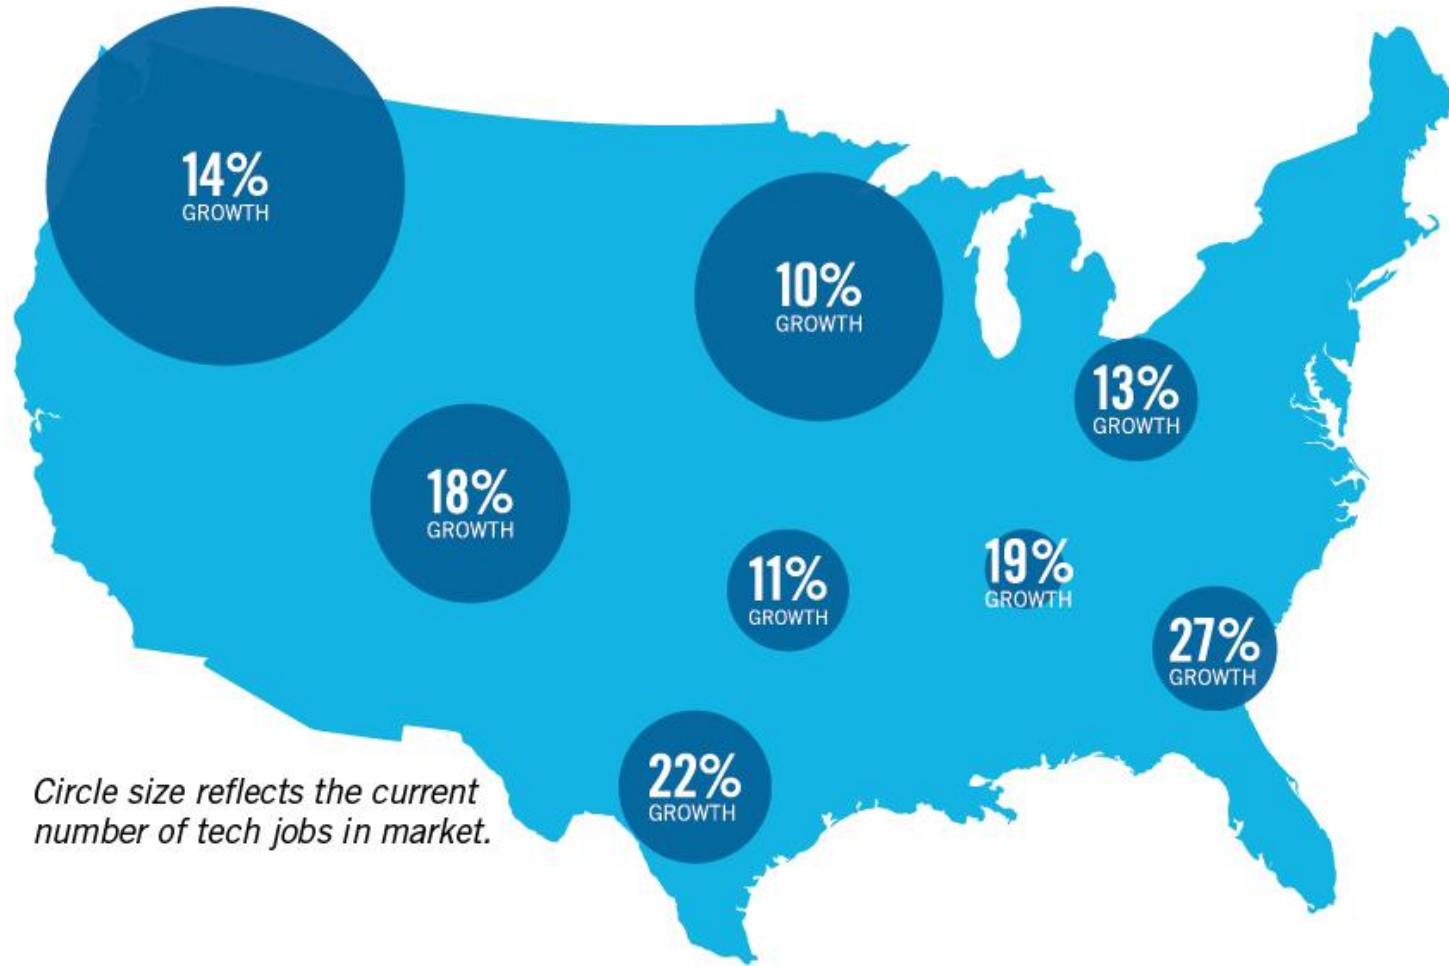 14%
GROWTH
10%
GROWTH
13%
GROWTH
18%
GROWTH
11%
GROWTH
19%
GROWTH
27%
GROWTH
22%
GROWTH
Circle size reflects the current
number of tech jobs in market.